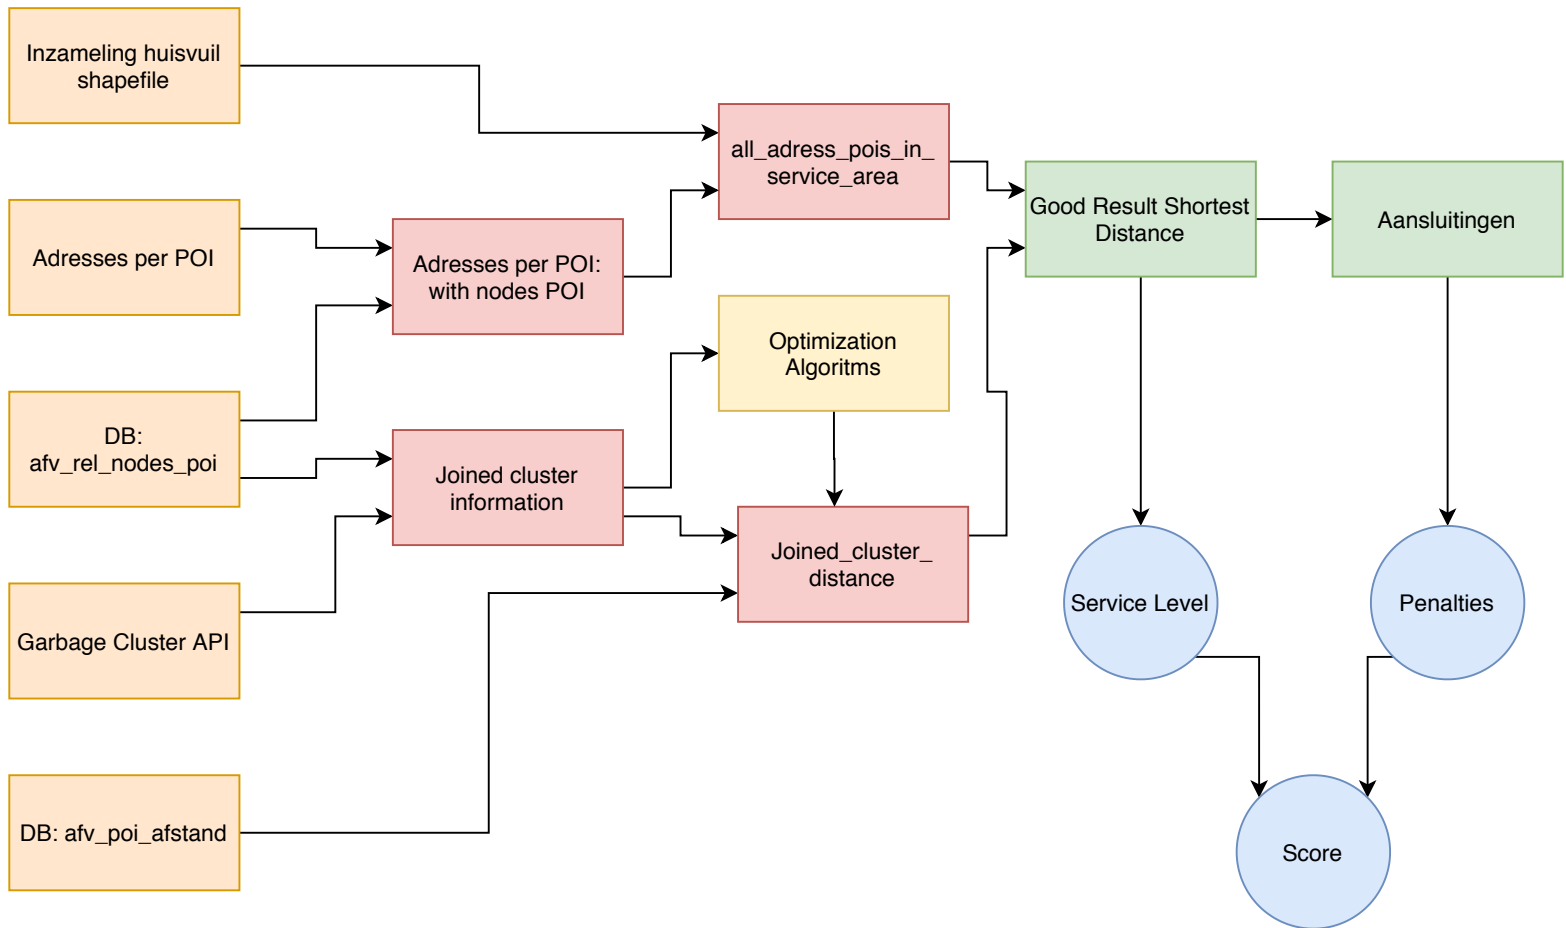 Inzameling huisvuil
shapefile
Adresses per POI
DB:
afv_rel_nodes_poi
Garbage Cluster API
DB: afv_poi_afstand
Adresses per POI:
with nodes POI
Joined cluster
information
all_adress_pois_in_
service_area
Optimization
Algoritms
Joined_cluster_
distance
Good Result Shortest
Distance
Aansluitingen
Service Level
Penalties
Score